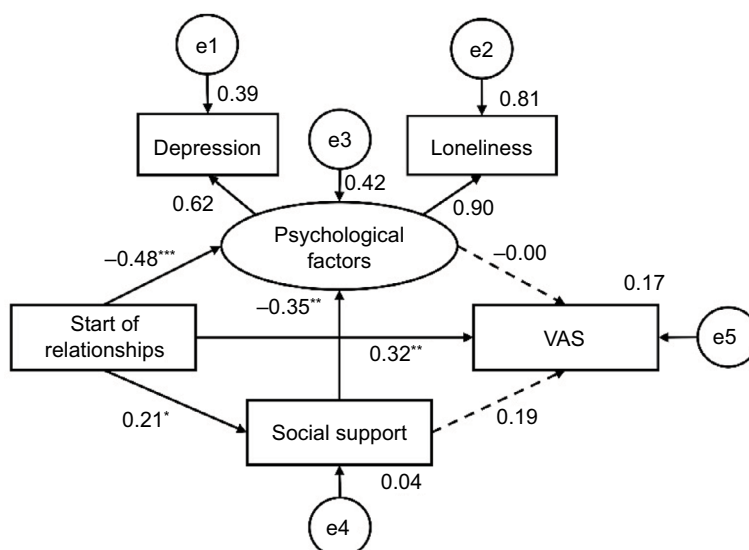 e1
e2
0.39
0.81
Depression
e3
Loneliness
0.42
0.62
0.90
Psychological
factors
–0.48***
–0.00
–0.35**
0.17
Start of
relationships
VAS
e5
0.32**
0.21*
0.19
Social support
0.04
e4